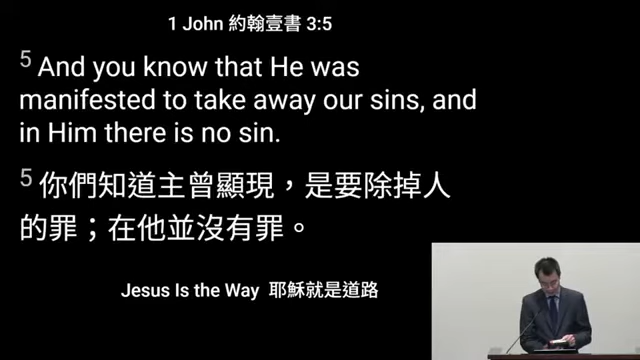 1 John 約翰壹書 3:5
5 And you know that He was
manifested to take away our sins, and
in Him there is no sin.
5 你們知道主曾顯現，是要除掉人
的罪；在他並沒有罪。
Jesus Is the Way 耶穌就是道路